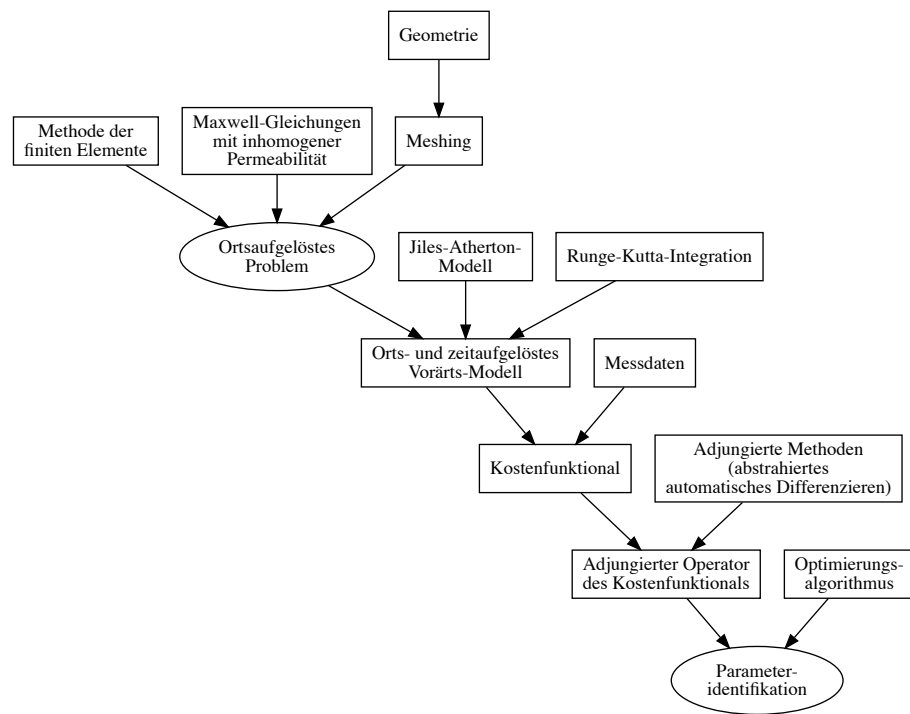 Geometrie
Methode der
finiten Elemente
Maxwell-Gleichungen
mit inhomogener
Permeabilität
Meshing
Ortsaufgelöstes
Problem
Jiles-Atherton-
Modell
Runge-Kutta-Integration
Orts- und zeitaufgelöstes
Vorärts-Modell
Messdaten
Kostenfunktional
Adjungierte Methoden
(abstrahiertes
automatisches Differenzieren)
Adjungierter Operator
des Kostenfunktionals
Optimierungs-
algorithmus
Parameter-
identifikation